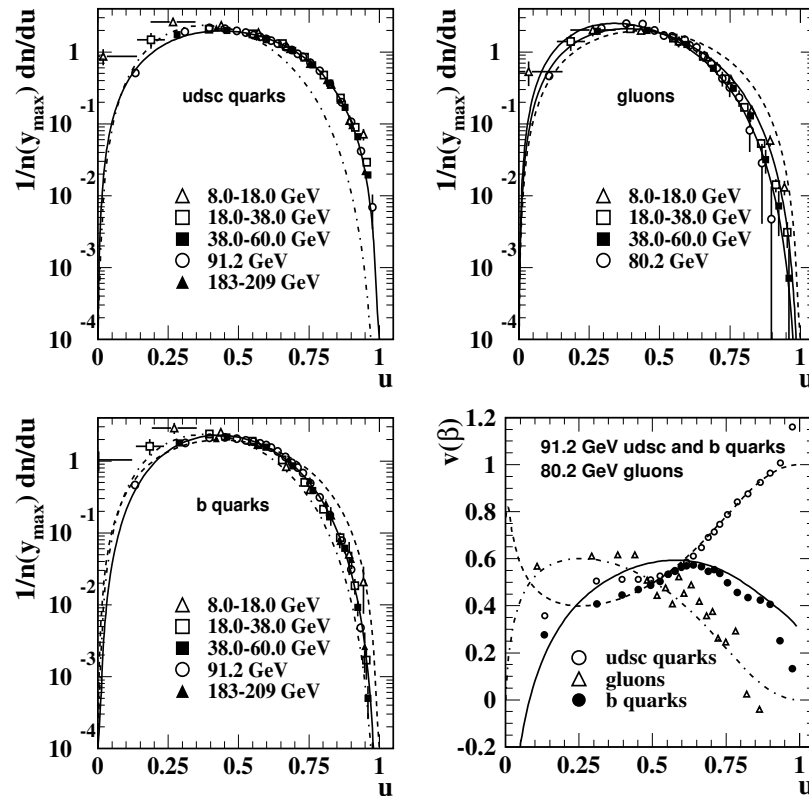 1/n(y_max) dn/du
1
10^-1
10^-2
10^-3
10^-4
udsc quarks
8.0-18.0 GeV
18.0-38.0 GeV
38.0-60.0 GeV
91.2 GeV
183-209 GeV
0 0.25 0.5 0.75 1
u
1/n(y_max) dn/du
1
10^-1
10^-2
10^-3
10^-4
gluons
8.0-18.0 GeV
18.0-38.0 GeV
38.0-60.0 GeV
80.2 GeV
0 0.25 0.5 0.75 1
u
1/n(y_max) dn/du
1
10^-1
10^-2
10^-3
10^-4
b quarks
8.0-18.0 GeV
18.0-38.0 GeV
38.0-60.0 GeV
91.2 GeV
183-209 GeV
0 0.25 0.5 0.75 1
u
v(β)
1.2
1
0.8
0.6
0.4
0.2
0
-0.2
91.2 GeV udsc and b quarks
80.2 GeV gluons
udsc quarks
gluons
b quarks
0 0.25 0.5 0.75 1
u